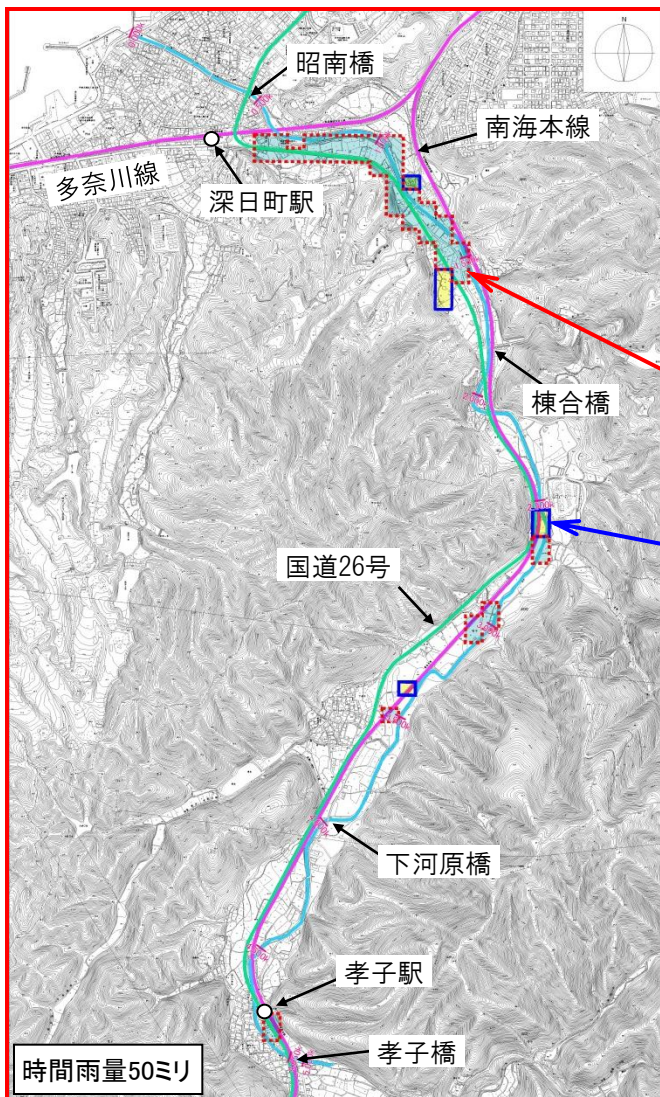 N
昭南橋
南海本線
多奈川線
深日町駅
棟合橋
国道26号
下河原橋
孝子駅
孝子橋
時間雨量50ミリ